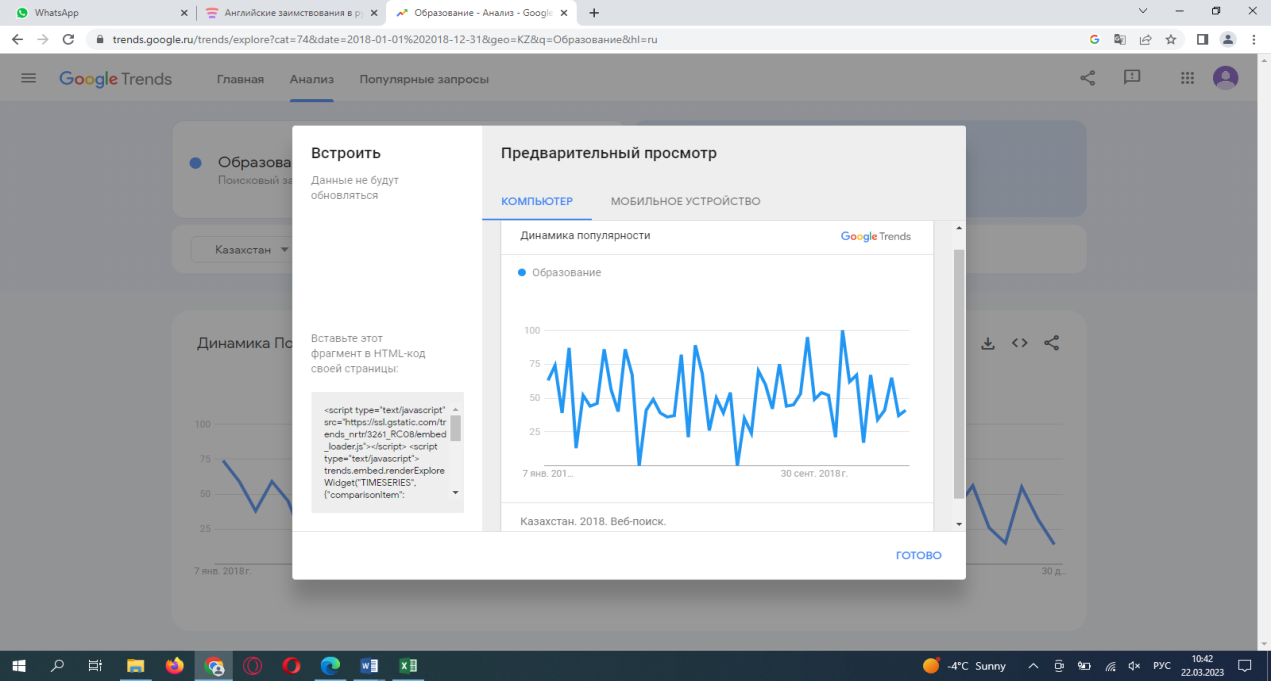 WhatsApp
Английские заимствования в ру
Образование - Анализ - Google
trends.google.ru/trends/explore?cat=74&date=2018-01-01%202018-12-31&geo=KZ&q=Образование&hl=ru
Google Trends
Главная
Анализ
Популярные запросы
Образова
Поисковый за
Казахстан
Динамика По
100
75
50
25
7 янв. 2018 г.
30 д...
Встроить
Данные не будут
обновляться
Вставьте этот
фрагмент в HTML-код
своей страницы:
<script type="text/javascript"
src="https://ssl.gstatic.com/tr
ends_nrtr/3261_RC08/embed
_loader.js"></script> <script
type="text/javascript">
trends.embed.renderExplore
Widget("TIMESERIES",
{"comparisonItem":
Предварительный просмотр
КОМПЬЮТЕР
МОБИЛЬНОЕ УСТРОЙСТВО
Динамика популярности
Google Trends
Образование
100
75
50
25
7 янв. 201...
30 сент. 2018 г.
Казахстан. 2018. Веб-поиск.
ГОТОВО
-4°C Sunny
РУС
10:42
22.03.2023